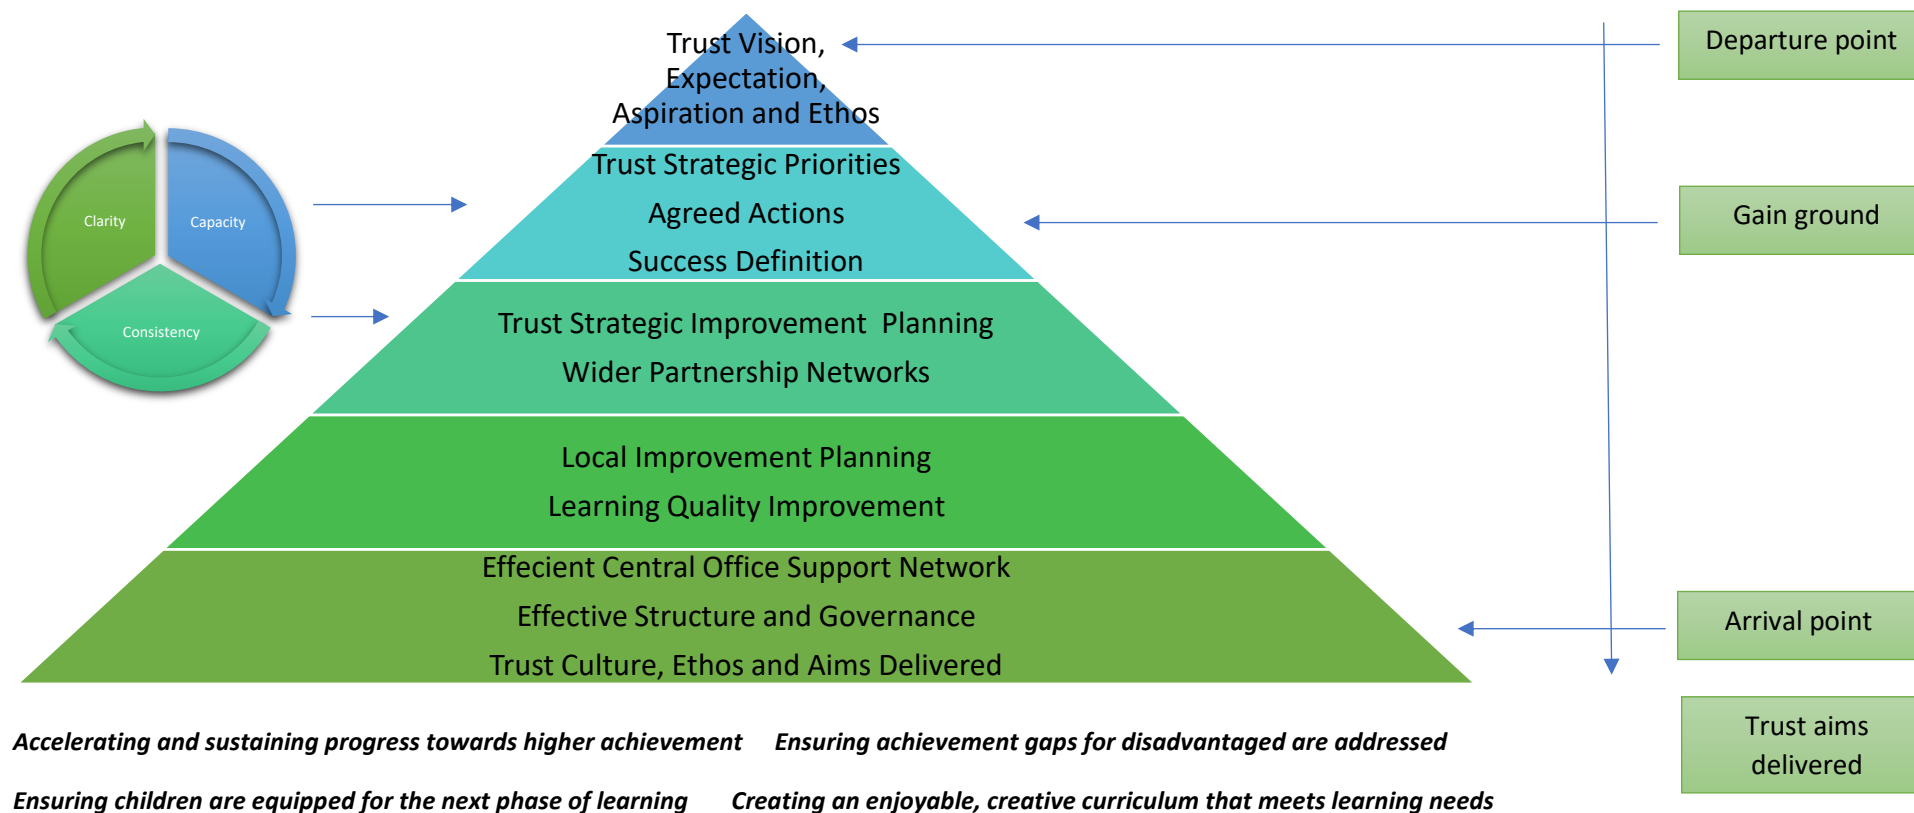 Trust Vision,
Expectation,
Aspiration and Ethos
Departure point
Trust Strategic Priorities
Agreed Actions
Success Definition
Gain ground
Clarity
Capacity
Consistency
Trust Strategic Improvement Planning
Wider Partnership Networks
Local Improvement Planning
Learning Quality Improvement
Effecient Central Office Support Network
Effective Structure and Governance
Trust Culture, Ethos and Aims Delivered
Arrival point
Trust aims
delivered
Accelerating and sustaining progress towards higher achievement Ensuring achievement gaps for disadvantaged are addressed
Ensuring children are equipped for the next phase of learning Creating an enjoyable, creative curriculum that meets learning needs